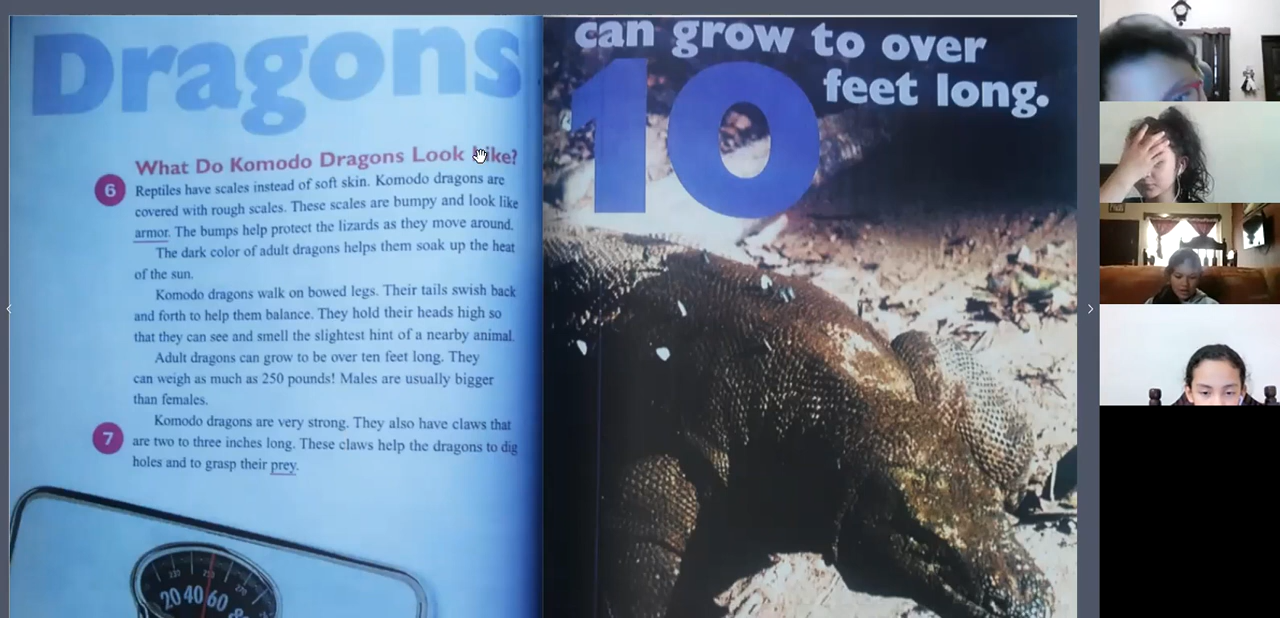 Dragons
can grow to over
10 feet long.
What Do Komodo Dragons Look Like?
6 Reptiles have scales instead of soft skin. Komodo dragons are
covered with rough scales. These scales are bumpy and look like
armor. The bumps help protect the lizards as they move around.
The dark color of adult dragons helps them soak up the heat
of the sun.
Komodo dragons walk on bowed legs. Their tails swish back
and forth to help them balance. They hold their heads high so
that they can see and smell the slightest hint of a nearby animal.
Adult dragons can grow to be over ten feet long. They
can weigh as much as 250 pounds! Males are usually bigger
than females.
Komodo dragons are very strong. They also have claws that
7 are two to three inches long. These claws help the dragons to dig
holes and to grasp their prey.
20 40 60